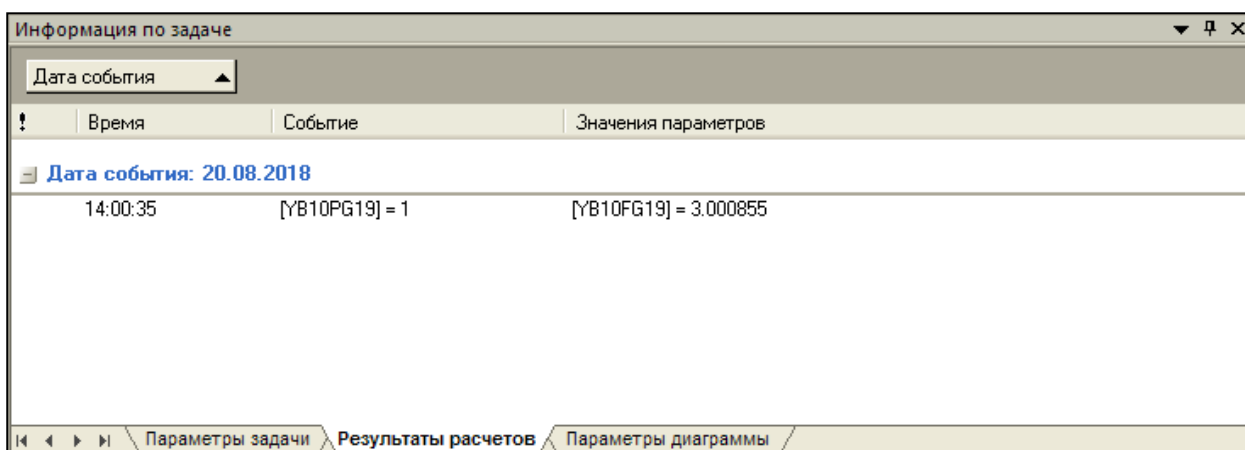 Информация по задаче
Дата события
! Время Событие Значения параметров
Дата события: 20.08.2018
14:00:35 [YB10PG19] = 1 [YB10FG19] = 3.000855
Параметры задачи Результаты расчетов Параметры диаграммы